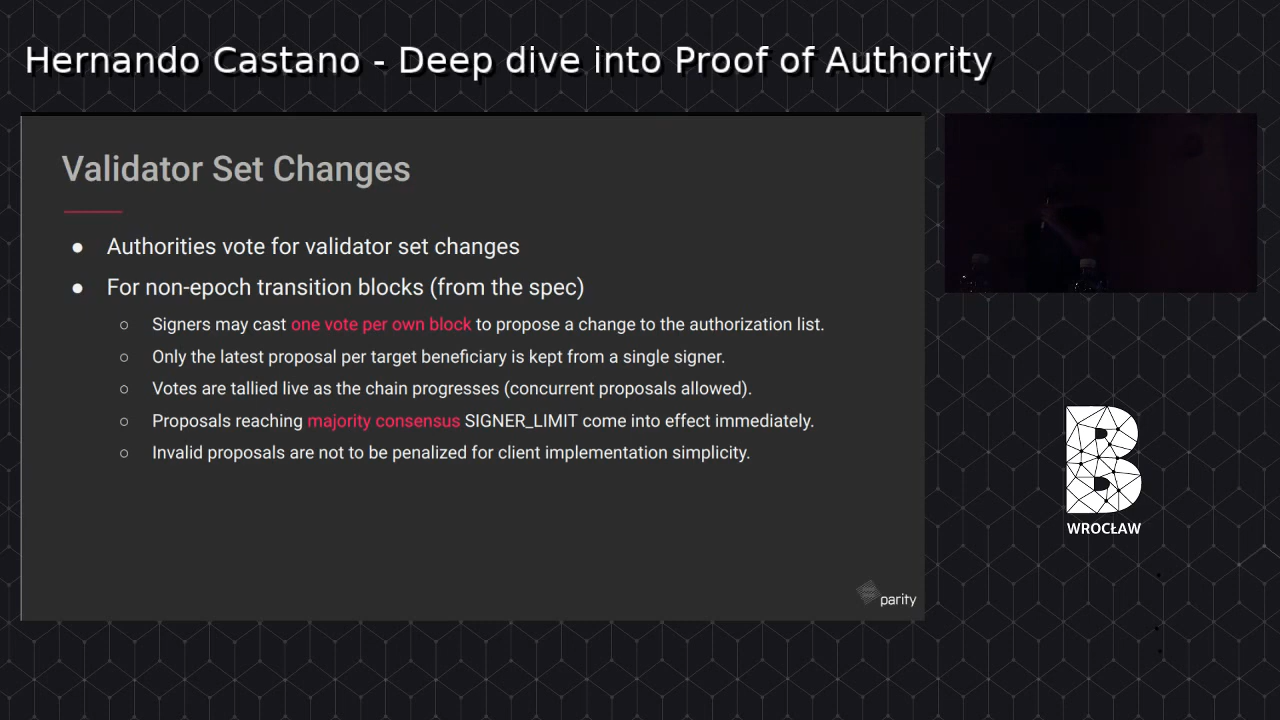 Hernando Castano - Deep dive into Proof of Authority
Validator Set Changes
● Authorities vote for validator set changes
● For non-epoch transition blocks (from the spec)
○ Signers may cast one vote per own block to propose a change to the authorization list.
○ Only the latest proposal per target beneficiary is kept from a single signer.
○ Votes are tallied live as the chain progresses (concurrent proposals allowed).
○ Proposals reaching majority consensus SIGNER_LIMIT come into effect immediately.
○ Invalid proposals are not to be penalized for client implementation simplicity.
parity
B
WROCŁAW